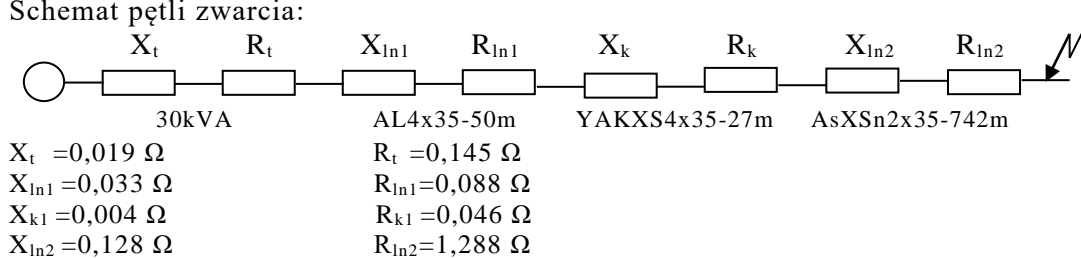 Schemat pętli zwarcia:
Xt Rt Xln1 Rln1 Xk Rk Xln2 Rln2
30kVA AL4x35-50m YAKXS4x35-27m AsXSn2x35-742m
Xt =0,019 Ω Rt =0,145 Ω
Xln1 =0,033 Ω Rln1=0,088 Ω
Xk1 =0,004 Ω Rk1 =0,046 Ω
Xln2 =0,128 Ω Rln2=1,288 Ω